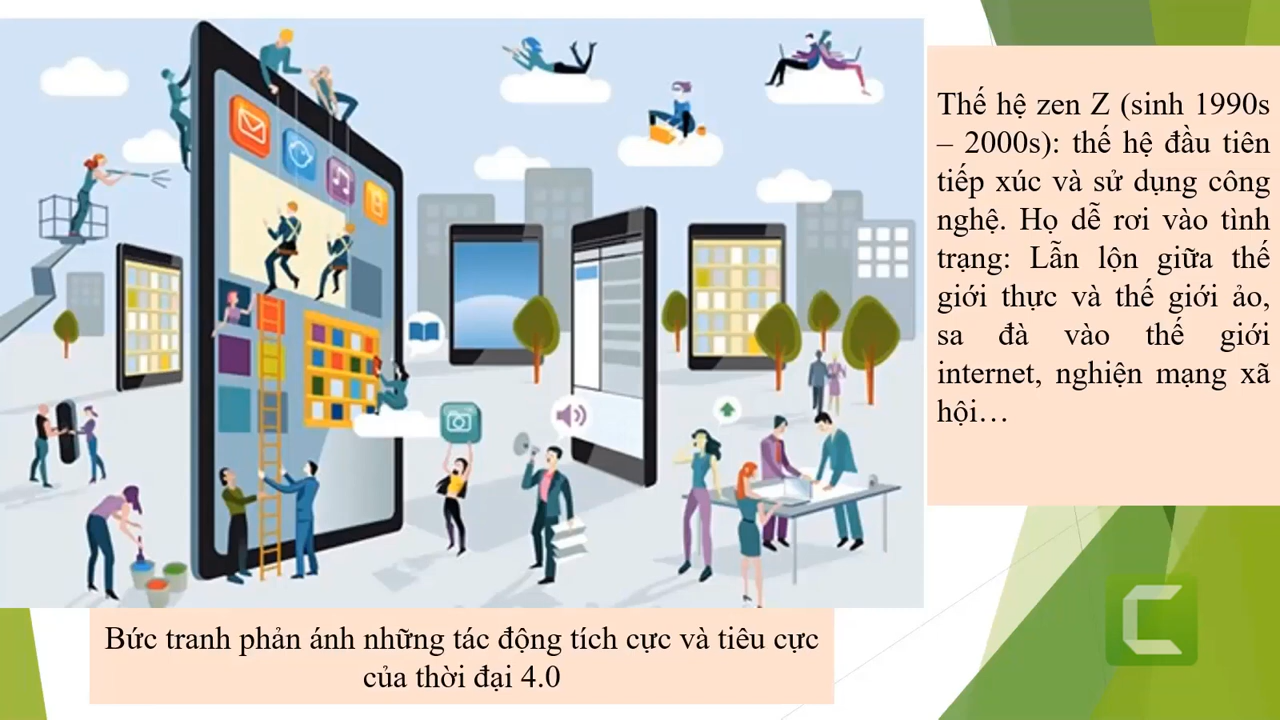 Thế hệ zen Z (sinh 1990s
– 2000s): thế hệ đầu tiên
tiếp xúc và sử dụng công
nghệ. Họ dễ rơi vào tình
trạng: Lẫn lộn giữa thế
giới thực và thế giới ảo,
sa đà vào thế giới
internet, nghiện mạng xã
hội…
Bức tranh phản ánh những tác động tích cực và tiêu cực
của thời đại 4.0